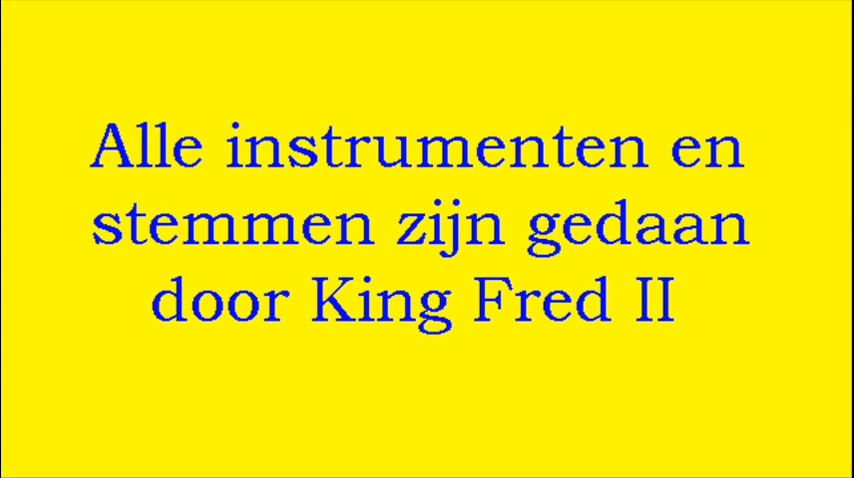 Alle instrumenten en
stemmen zijn gedaan
door King Fred II